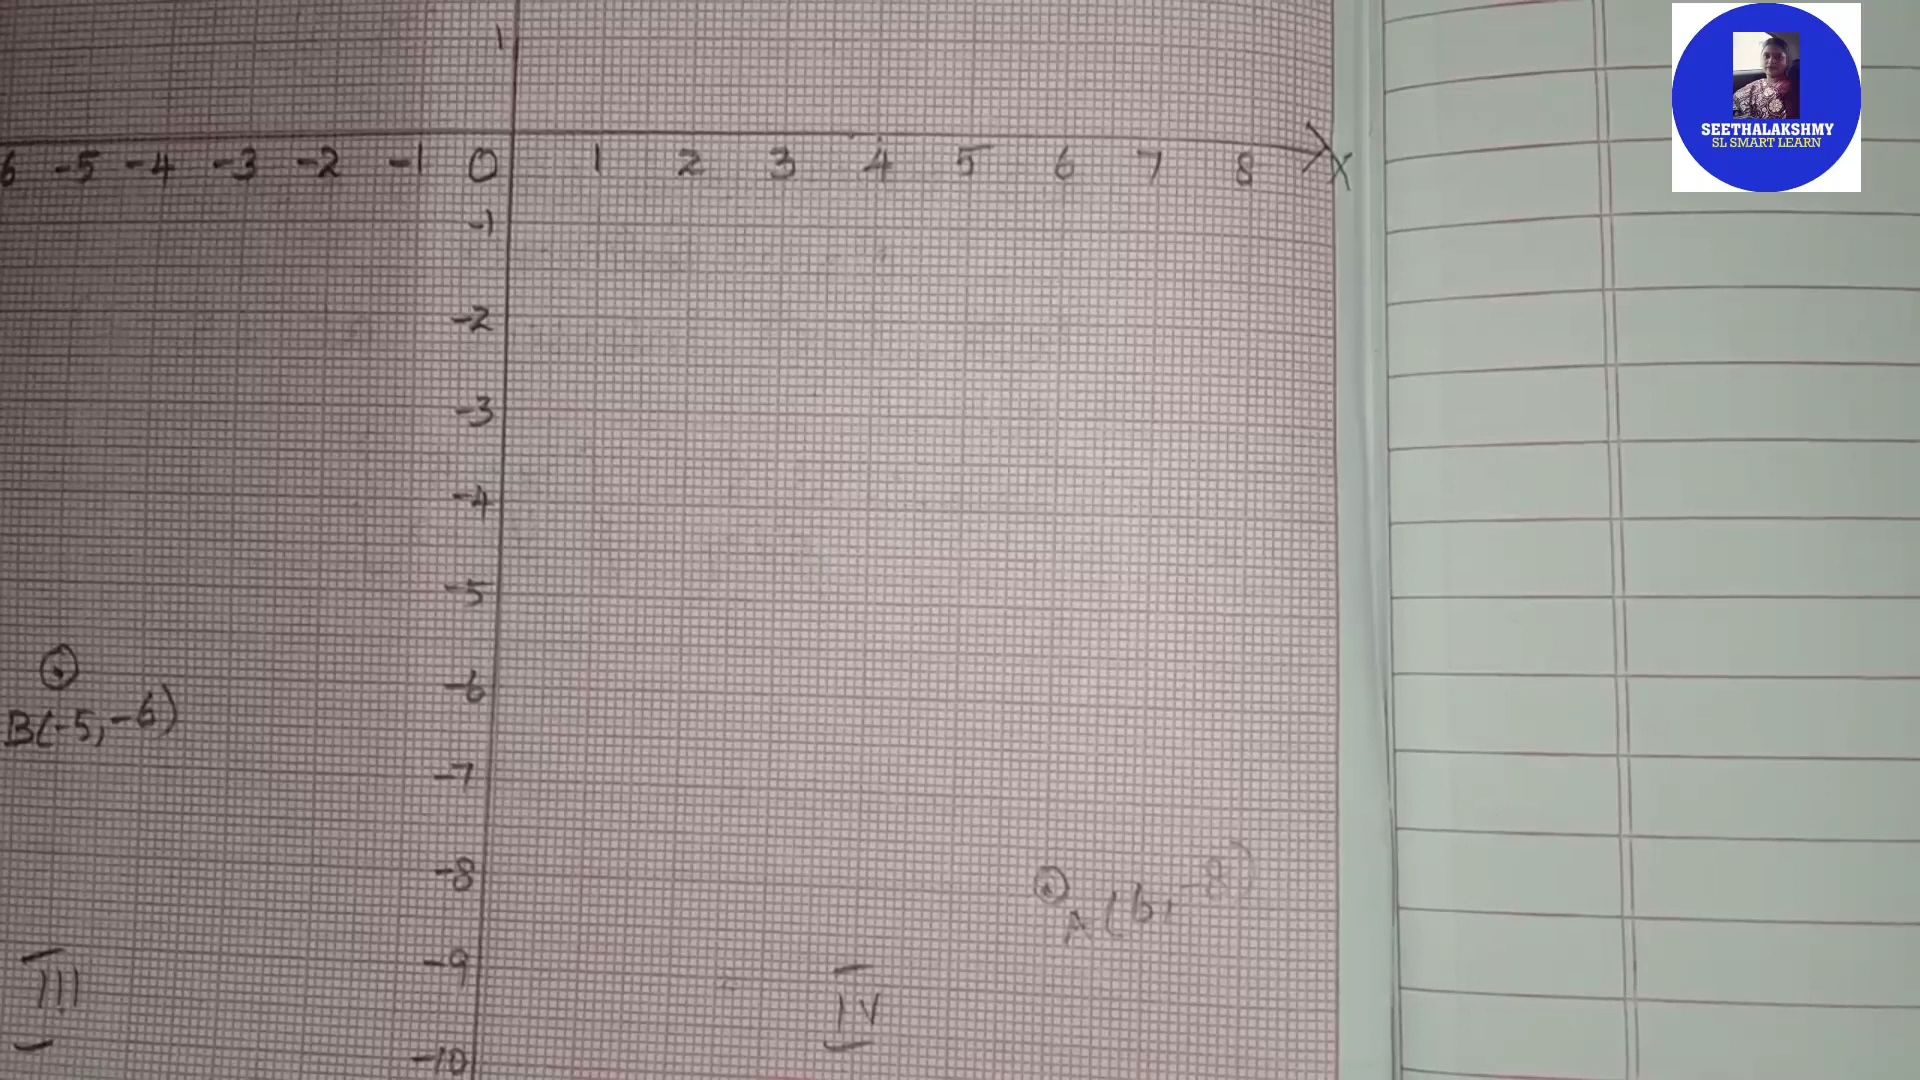 1
6 -5 -4 -3 -2 -1 0 1 2 3 4 5 6 7 8 X
-1
-2
-3
-4
-5
-6
B(-5,-6)
-7
-8
A(6,-8)
-9
III
IV
-10
SEETHALAKSHMY
SL SMART LEARN